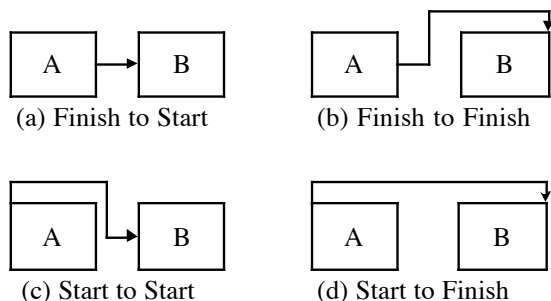 A B
A B
(a) Finish to Start
(b) Finish to Finish
A B
A B
(c) Start to Start
(d) Start to Finish